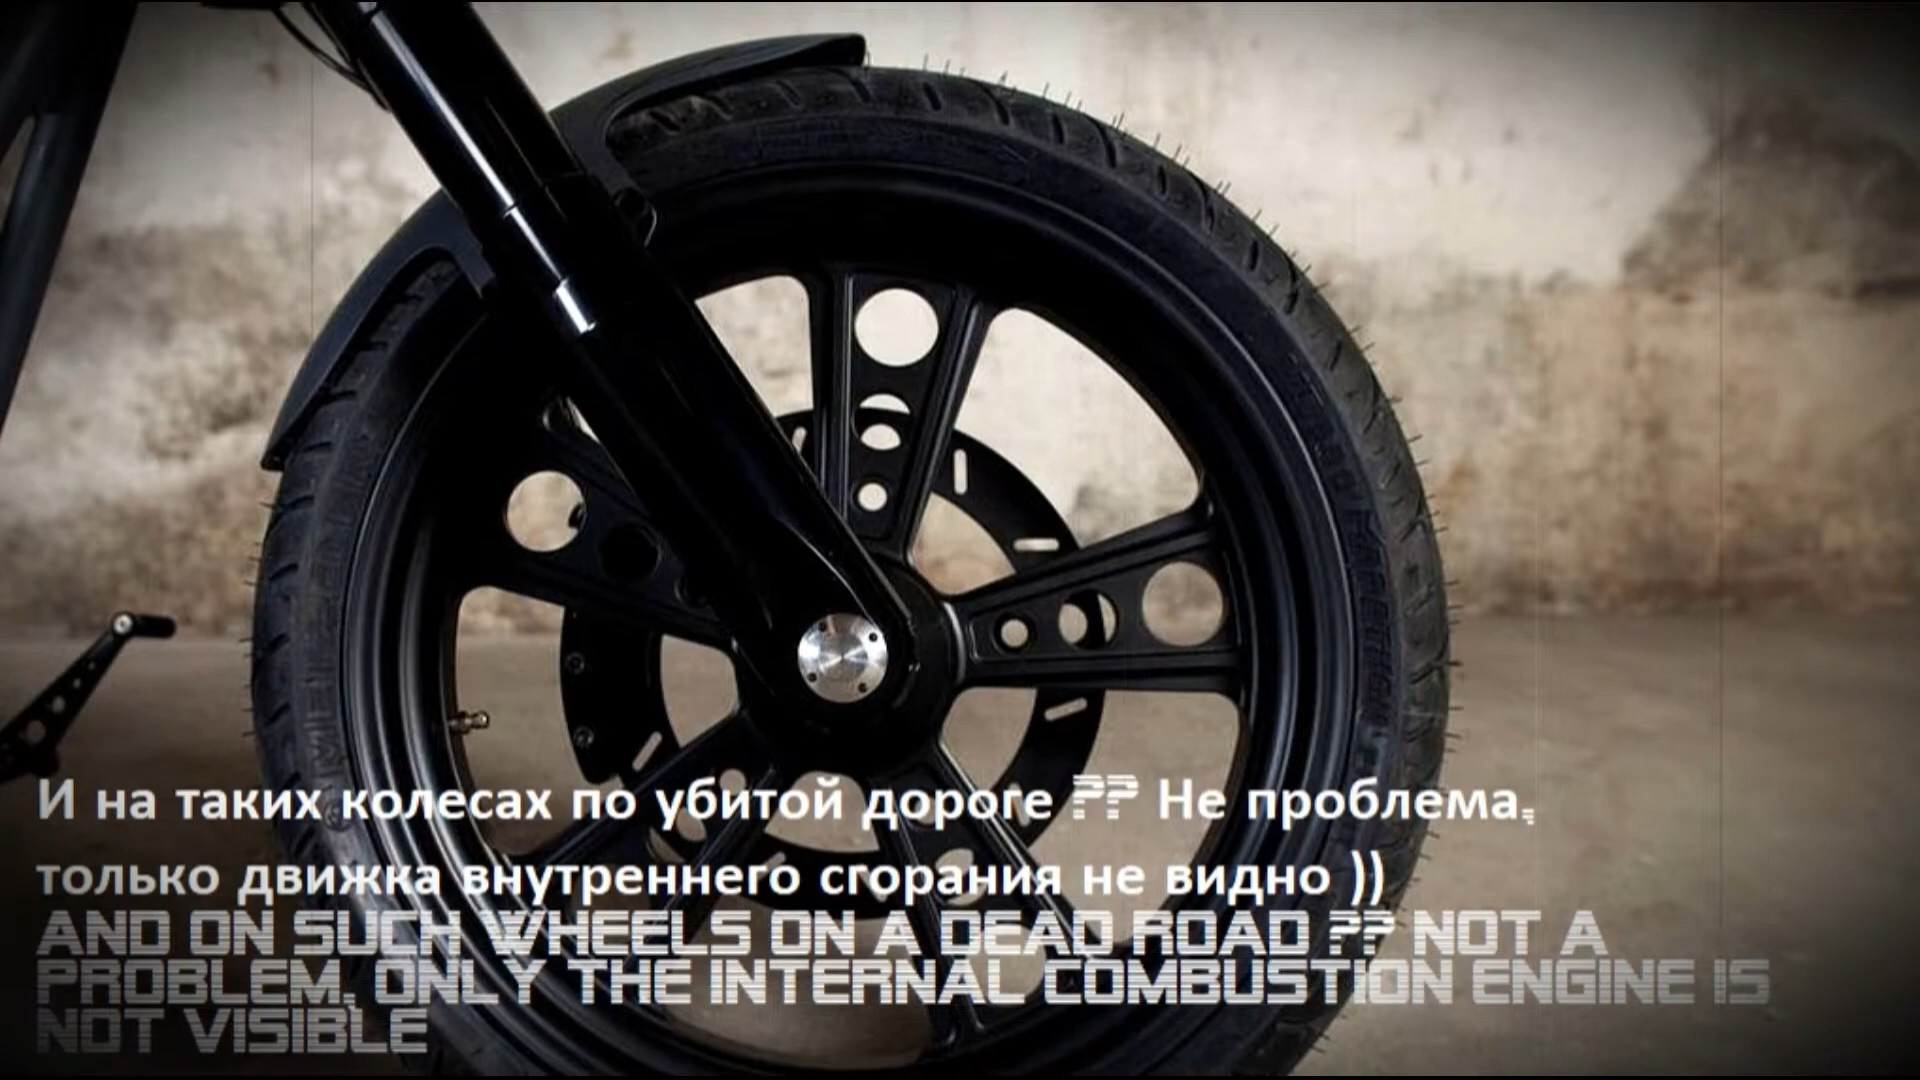 И на таких колесах по убитой дороге ?? Не проблема,
только движка внутреннего сгорания не видно ))
AND ON SUCH WHEELS ON A DEAD ROAD ?? NOT A
PROBLEM, ONLY THE INTERNAL COMBUSTION ENGINE IS
NOT VISIBLE